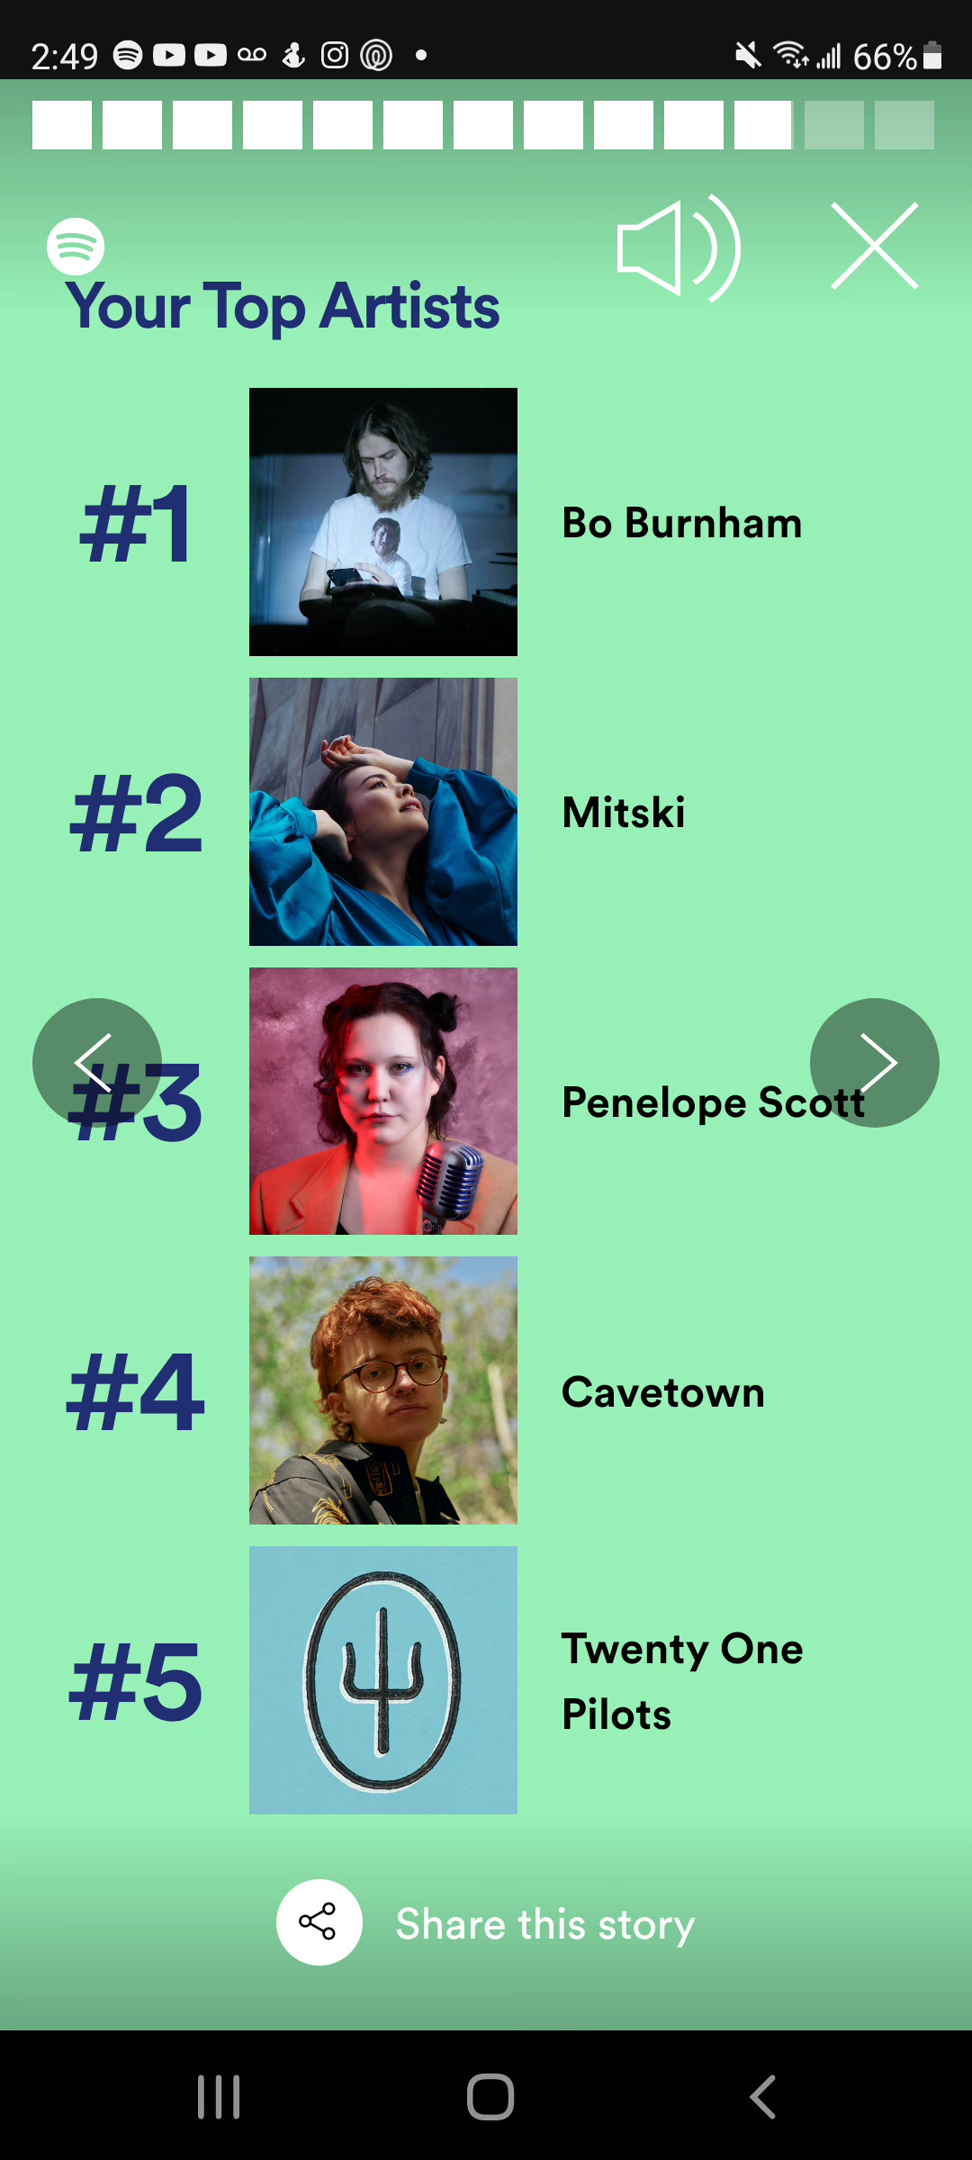 2:49
66%
Your Top Artists
#1
Bo Burnham
#2
Mitski
#3
Penelope Scott
#4
Cavetown
#5
Twenty One
Pilots
Share this story